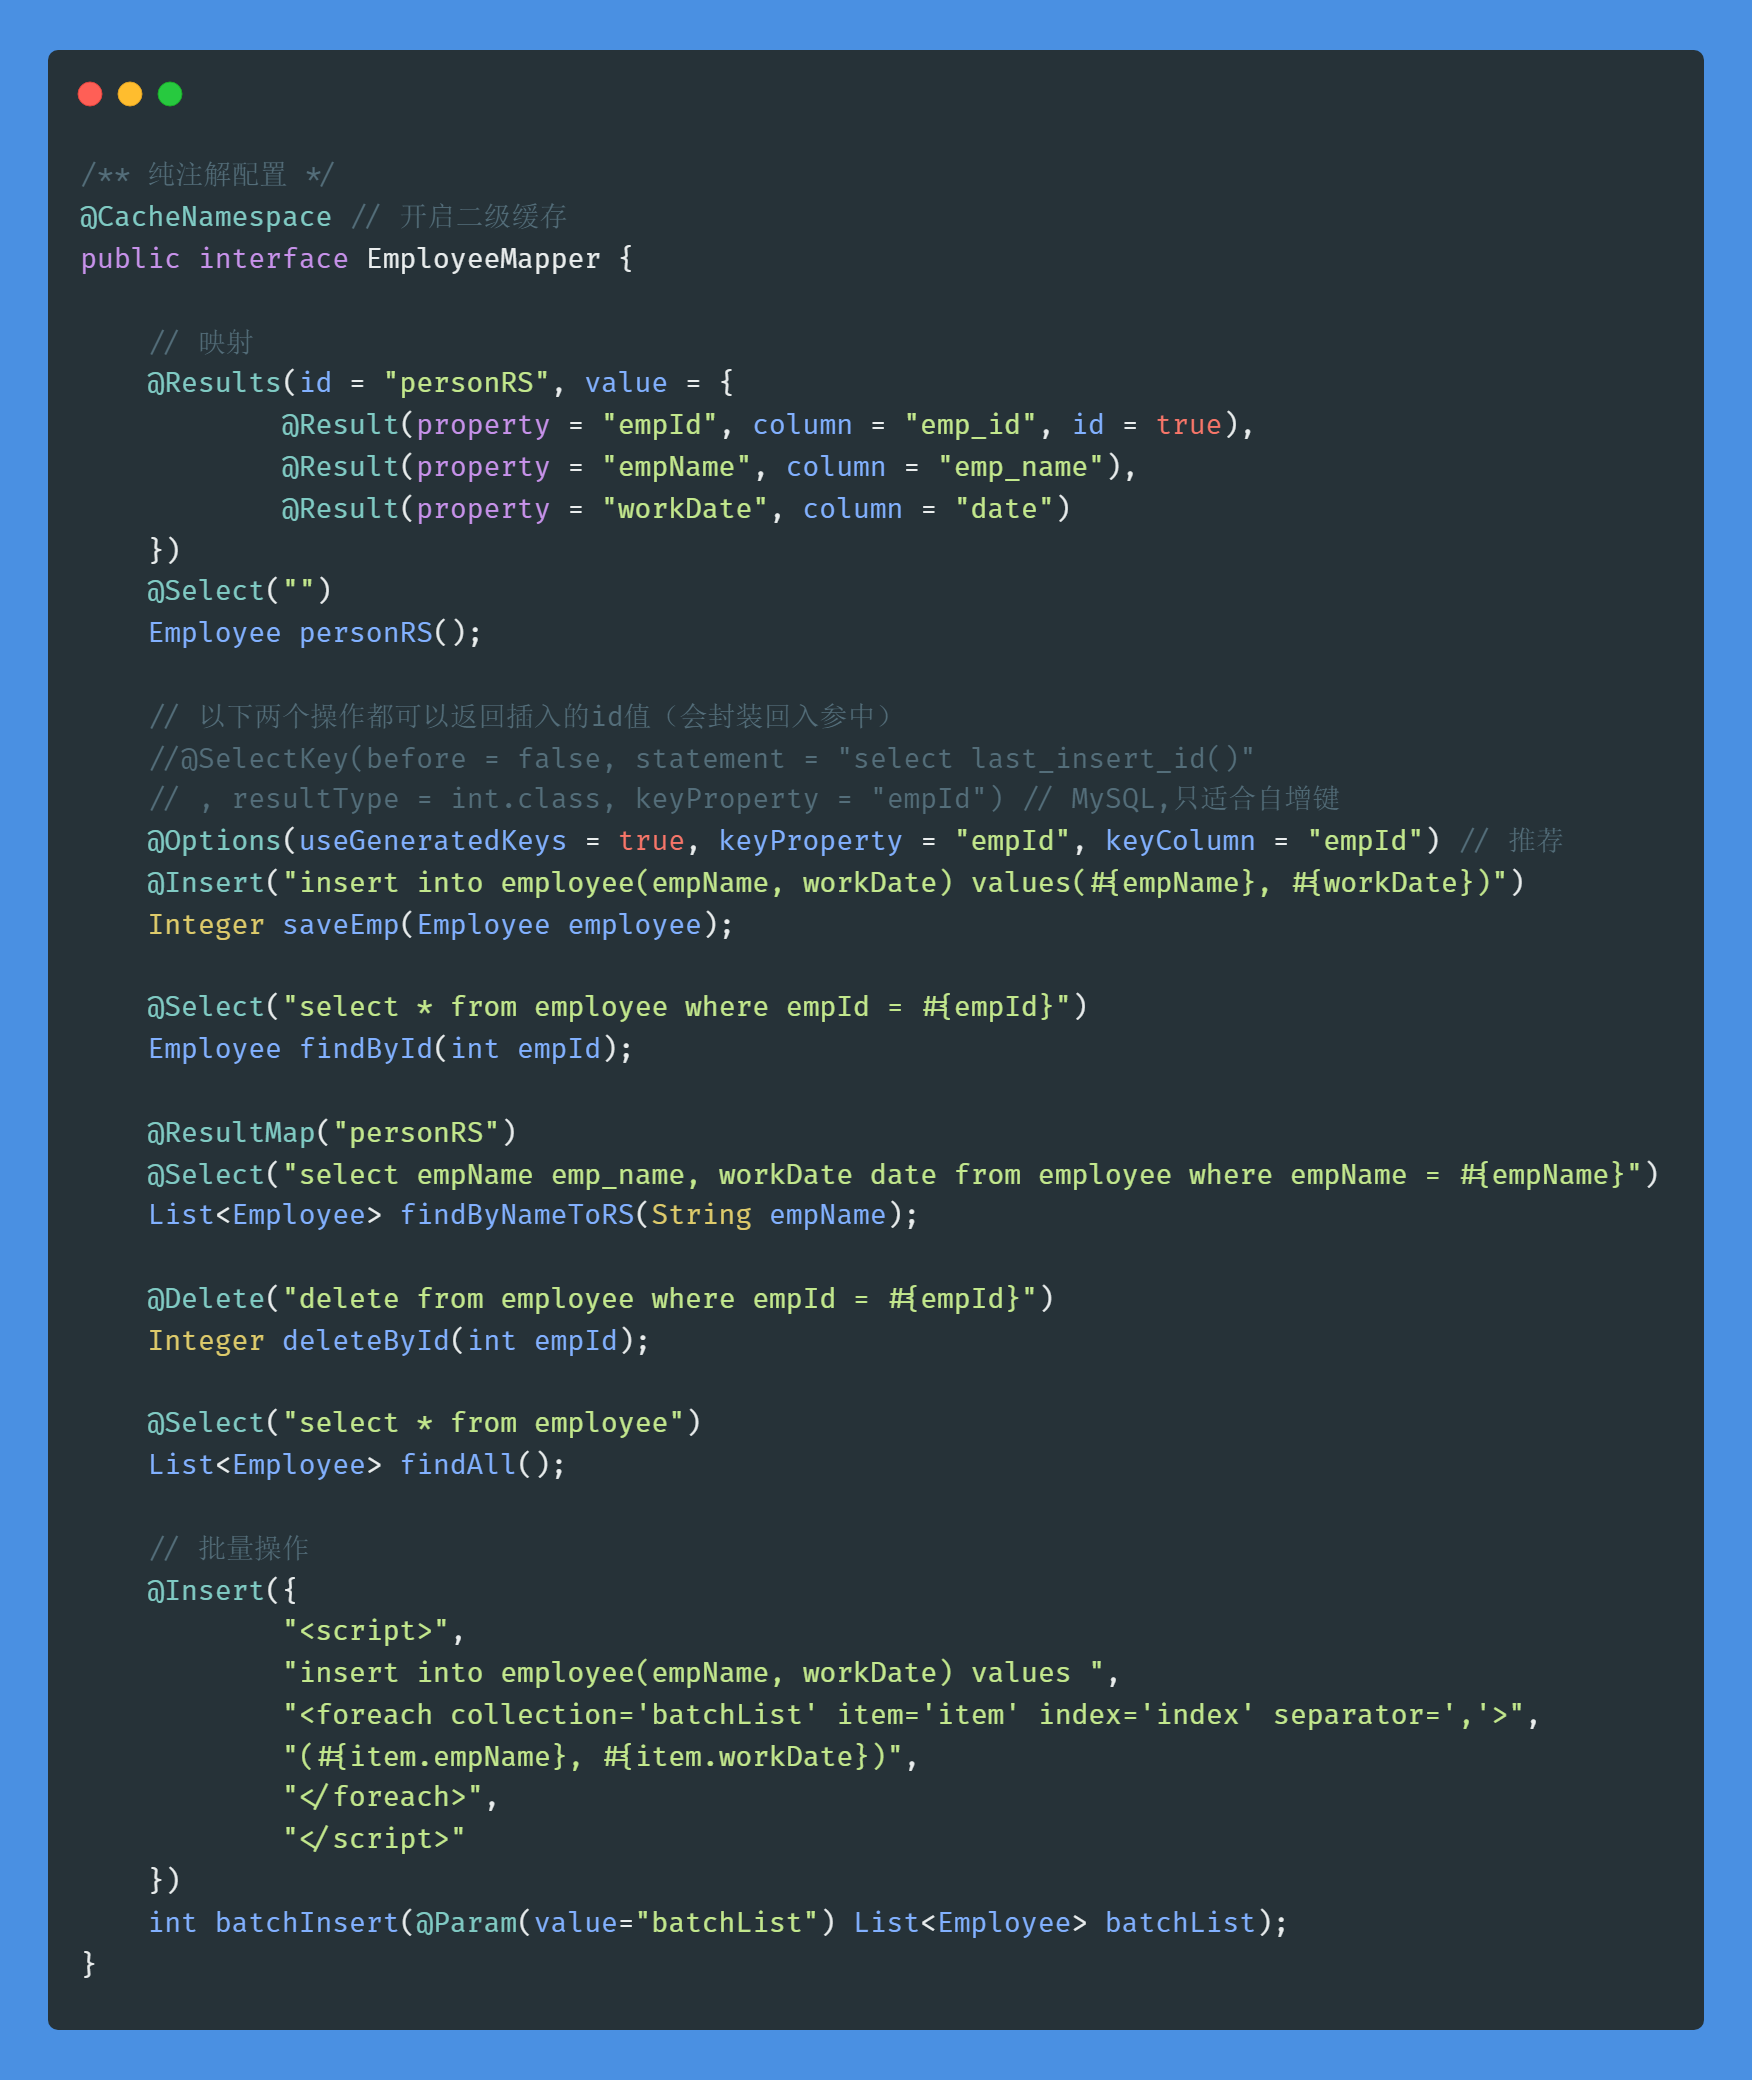 /** 纯注解配置 */
@CacheNamespace // 开启二级缓存
public interface EmployeeMapper {
    // 映射
    @Results(id = "personRS", value = {
            @Result(property = "empId", column = "emp_id", id = true),
            @Result(property = "empName", column = "emp_name"),
            @Result(property = "workDate", column = "date")
    })
    @Select("")
    Employee personRS();
    // 以下两个操作都可以返回插入的id值（会封装回入参中）
    //@SelectKey(before = false, statement = "select last_insert_id()"
    // , resultType = int.class, keyProperty = "empId") // MySQL,只适合自增键
    @Options(useGeneratedKeys = true, keyProperty = "empId", keyColumn = "empId") // 推荐
    @Insert("insert into employee(empName, workDate) values(#{empName}, #{workDate})")
    Integer saveEmp(Employee employee);
    @Select("select * from employee where empId = #{empId}")
    Employee findById(int empId);
    @ResultMap("personRS")
    @Select("select empName emp_name, workDate date from employee where empName = #{empName}")
    List<Employee> findByNameToRS(String empName);
    @Delete("delete from employee where empId = #{empId}")
    Integer deleteById(int empId);
    @Select("select * from employee")
    List<Employee> findAll();
    // 批量操作
    @Insert({
            "<script>",
            "insert into employee(empName, workDate) values ",
            "<foreach collection='batchList' item='item' index='index' separator=','>",
            "(#{item.empName}, #{item.workDate})",
            "</foreach>",
            "</script>"
    })
    int batchInsert(@Param(value="batchList") List<Employee> batchList);
}